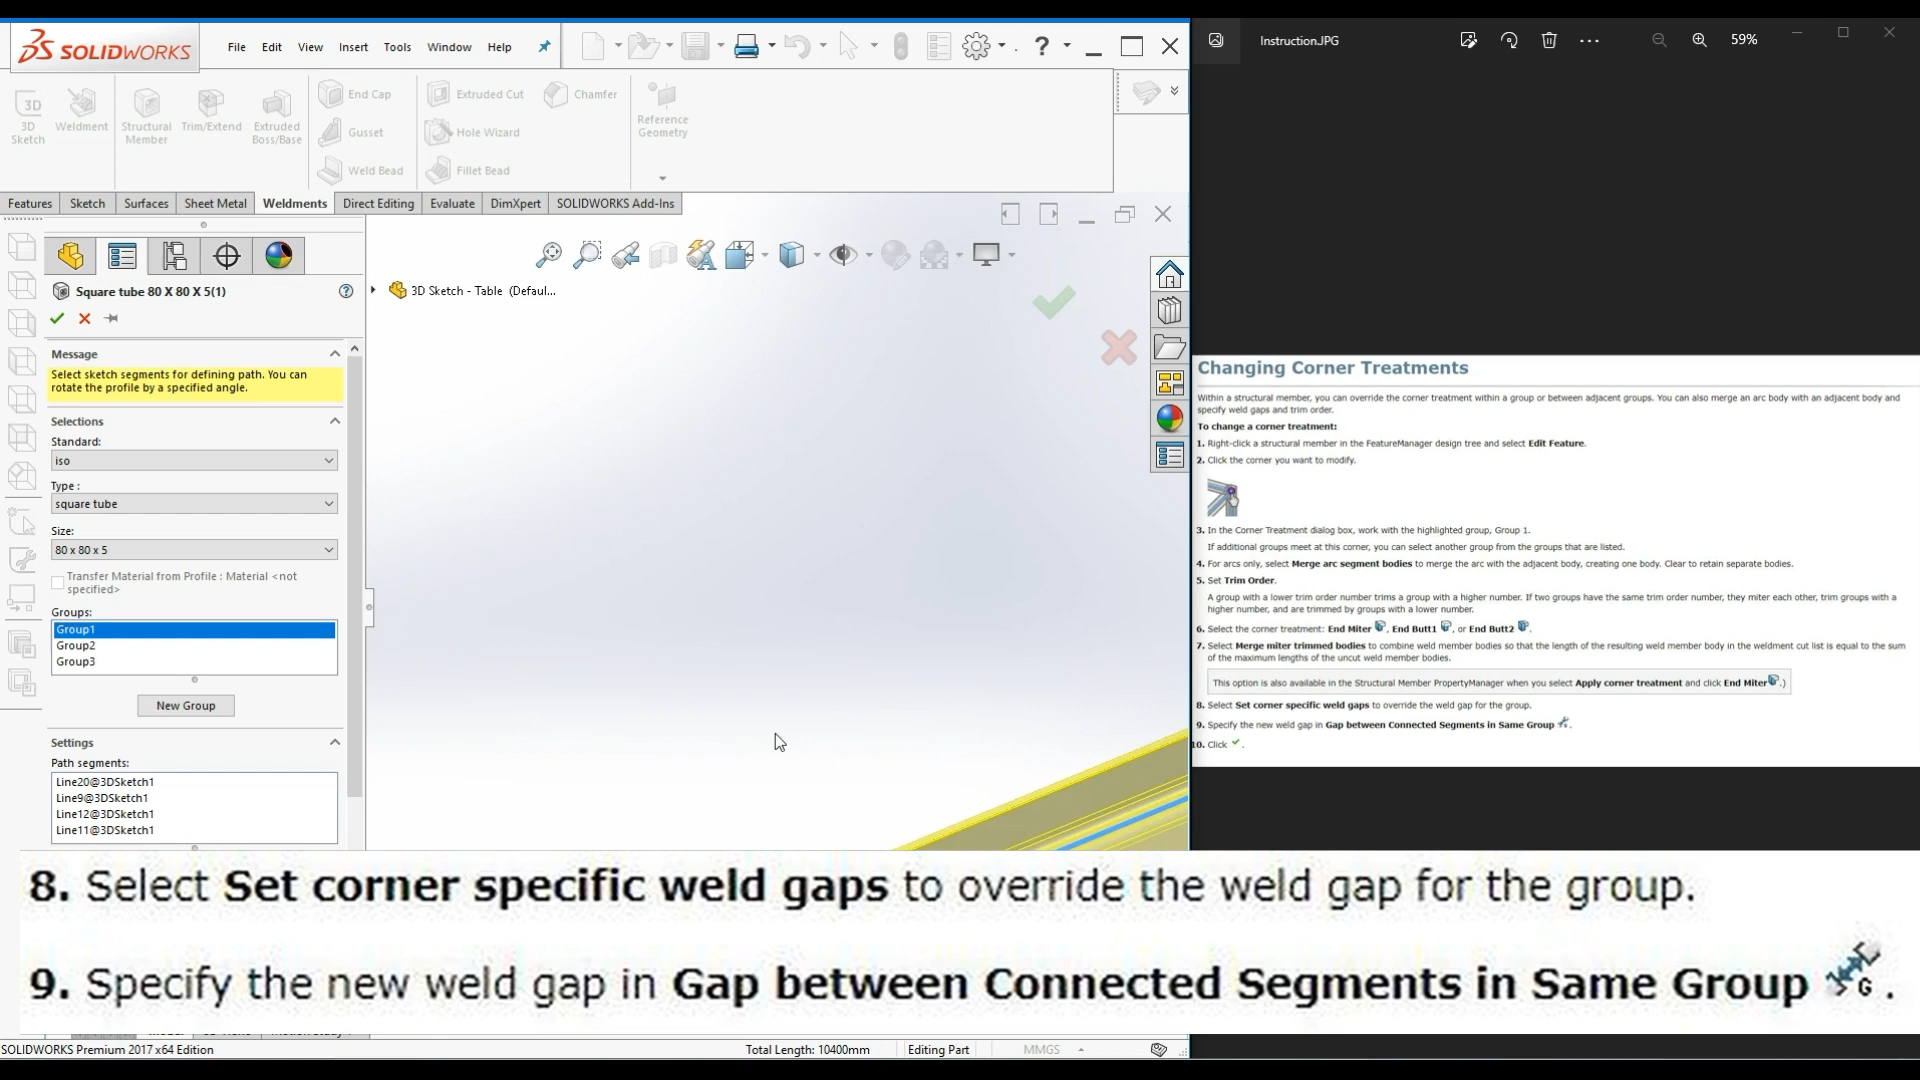 SOLIDWORKS
File Edit View Insert Tools Window Help
?
Instruction.JPG
59%
3D Sketch
Weldment
Structural Member
Trim/Extend
Extruded Boss/Base
End Cap
Gusset
Weld Bead
Extruded Cut
Hole Wizard
Fillet Bead
Chamfer
Reference Geometry
Features Sketch Surfaces Sheet Metal Weldments Direct Editing Evaluate DimXpert SOLIDWORKS Add-Ins
Square tube 80 X 80 X 5(1)
3D Sketch - Table (Defaul...
Message
Select sketch segments for defining path. You can
rotate the profile by a specified angle.
Selections
Standard:
iso
Type :
square tube
Size:
80 x 80 x 5
Transfer Material from Profile : Material <not
specified>
Groups:
Group1
Group2
Group3
New Group
Settings
Path segments:
Line20@3DSketch1
Line9@3DSketch1
Line12@3DSketch1
Line11@3DSketch1
Changing Corner Treatments
Within a structural member, you can override the corner treatment within a group or between adjacent groups. You can also merge an arc body with an adjacent body and
specify weld gaps and trim order.
To change a corner treatment:
1. Right-click a structural member in the FeatureManager design tree and select Edit Feature.
2. Click the corner you want to modify.
3. In the Corner Treatment dialog box, work with the highlighted group, Group 1.
If additional groups meet at this corner, you can select another group from the groups that are listed.
4. For arcs only, select Merge arc segment bodies to merge the arc with the adjacent body, creating one body. Clear to retain separate bodies.
5. Set Trim Order.
A group with a lower trim order number trims a group with a higher number. If two groups have the same trim order number, they miter each other, trim groups with a
higher number, and are trimmed by groups with a lower number.
6. Select the corner treatment: End Miter , End Butt1 , or End Butt2 .
7. Select Merge miter trimmed bodies to combine weld member bodies so that the length of the resulting weld member body in the weldment cut list is equal to the sum
of the maximum lengths of the uncut weld member bodies.
This option is also available in the Structural Member PropertyManager when you select Apply corner treatment and click End Miter .)
8. Select Set corner specific weld gaps to override the weld gap for the group.
9. Specify the new weld gap in Gap between Connected Segments in Same Group .
10. Click .
8. Select Set corner specific weld gaps to override the weld gap for the group.
9. Specify the new weld gap in Gap between Connected Segments in Same Group G .
SOLIDWORKS Premium 2017 x64 Edition
Total Length: 10400mm
Editing Part
MMGS